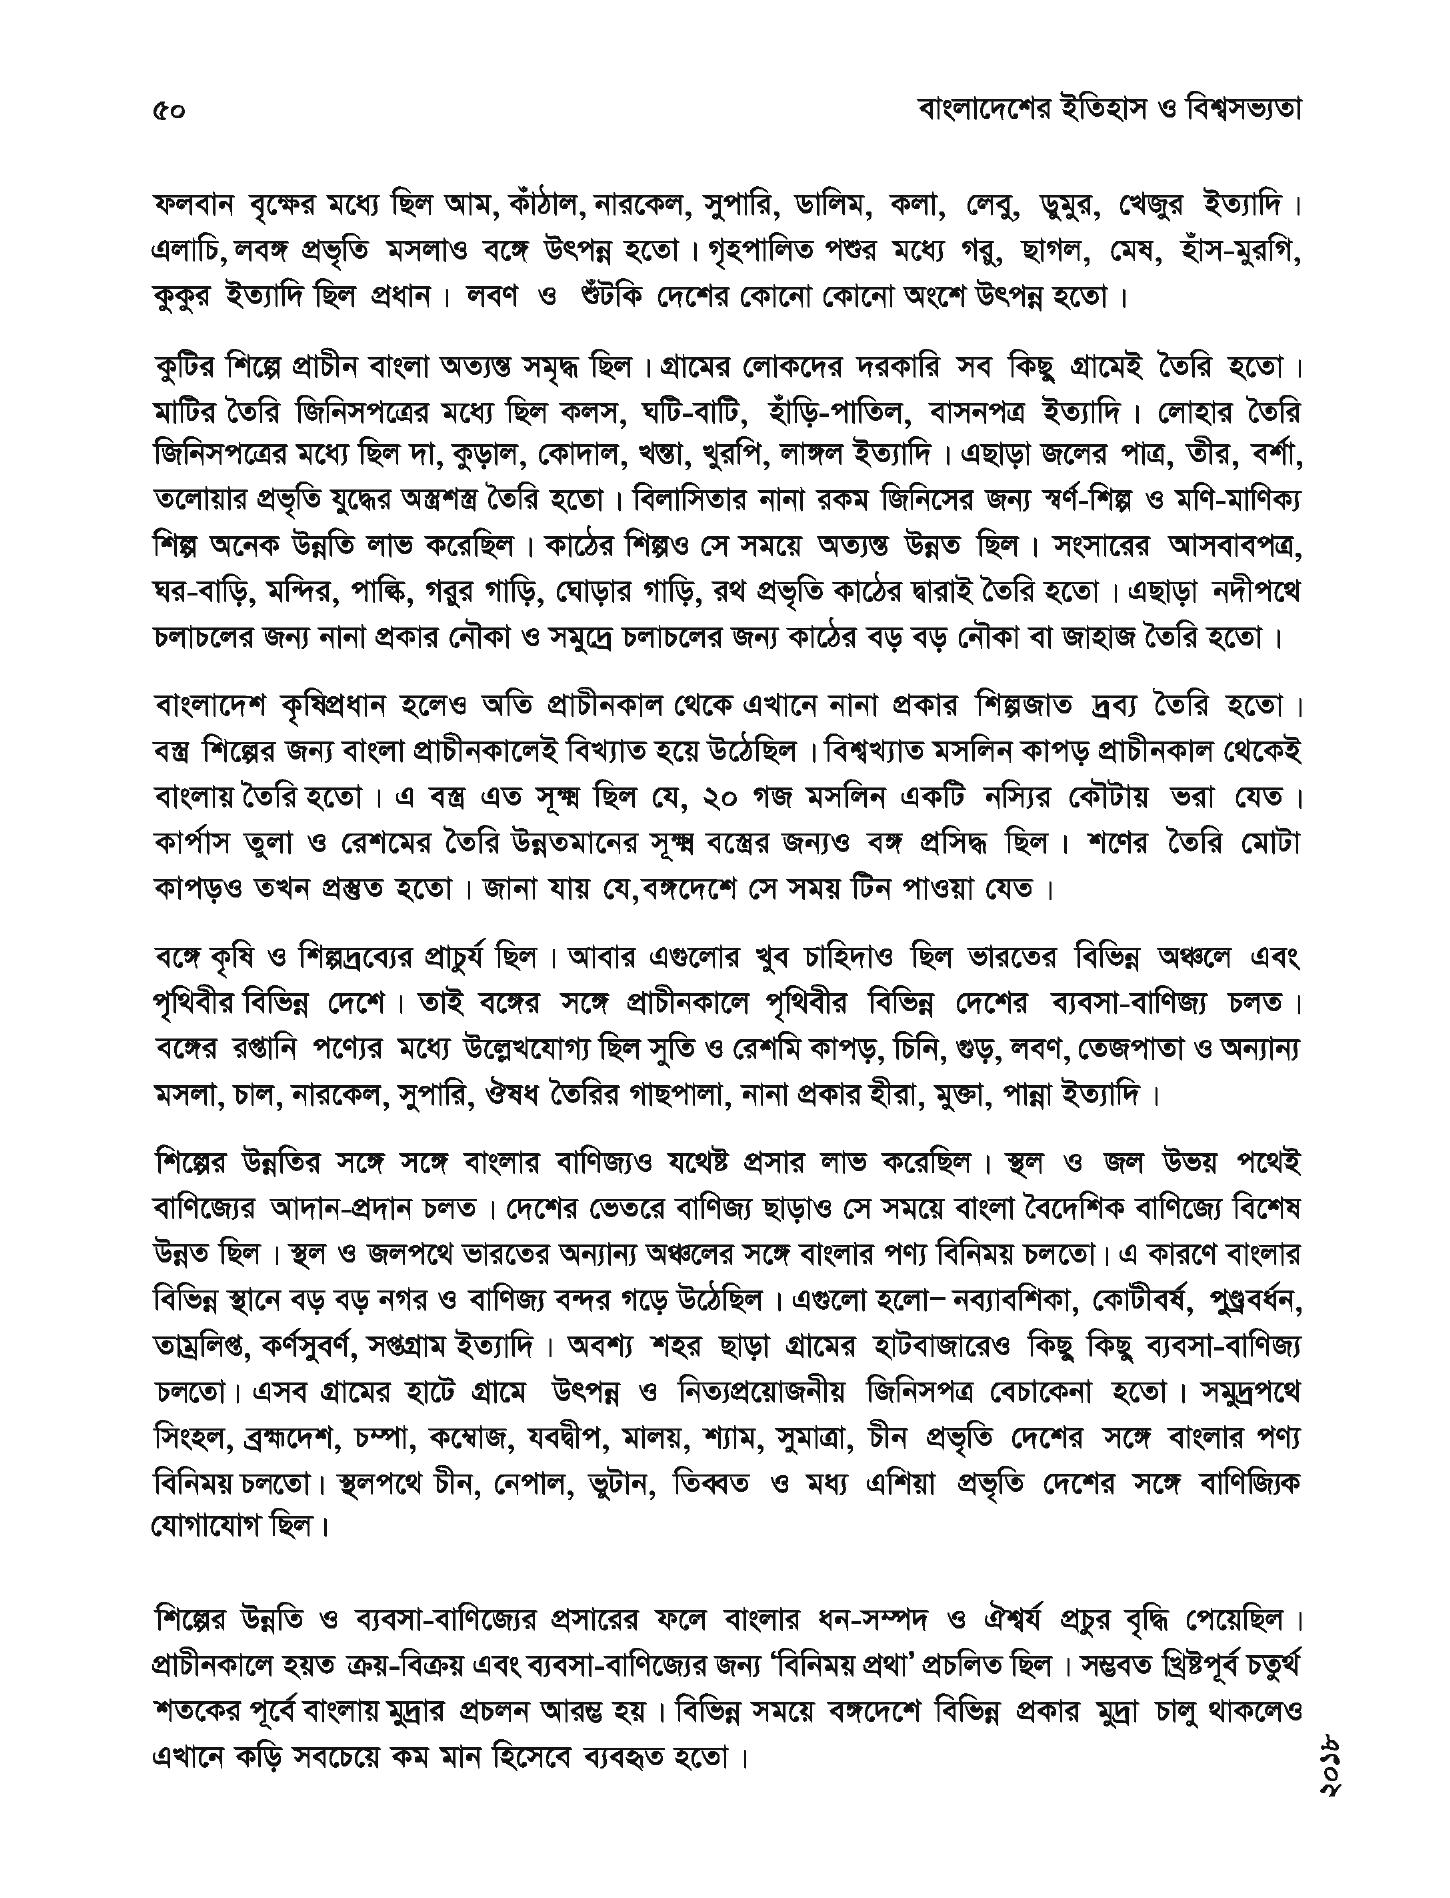 ৫০
বাংলাদেশের ইতিহাস ও বিশ্বসভ্যতা
ফলবান বৃক্ষের মধ্যে ছিল আম, কাঁঠাল, নারকেল, সুপারি, ডালিম, কলা, লেবু, ডুমুর, খেজুর ইত্যাদি।
এলাচি, লবঙ্গ প্রভৃতি মসলাও বঙ্গে উৎপন্ন হতো। গৃহপালিত পশুর মধ্যে গরু, ছাগল, মেষ, হাঁস-মুরগি,
কুকুর ইত্যাদি ছিল প্রধান। লবণ ও শুঁটকি দেশের কোনো কোনো অংশে উৎপন্ন হতো।
কুটির শিল্পে প্রাচীন বাংলা অত্যন্ত সমৃদ্ধ ছিল। গ্রামের লোকদের দরকারি সব কিছু গ্রামেই তৈরি হতো।
মাটির তৈরি জিনিসপত্রের মধ্যে ছিল কলস, ঘটি-বাটি, হাঁড়ি-পাতিল, বাসনপত্র ইত্যাদি। লোহার তৈরি
জিনিসপত্রের মধ্যে ছিল দা, কুড়াল, কোদাল, খন্তা, খুরপি, লাঙ্গল ইত্যাদি। এছাড়া জলের পাত্র, তীর, বর্শা,
তলোয়ার প্রভৃতি যুদ্ধের অস্ত্রশস্ত্র তৈরি হতো। বিলাসিতার নানা রকম জিনিসের জন্য স্বর্ণ-শিল্প ও মণি-মাণিক্য
শিল্প অনেক উন্নতি লাভ করেছিল। কাঠের শিল্পও সে সময়ে অত্যন্ত উন্নত ছিল। সংসারের আসবাবপত্র,
ঘর-বাড়ি, মন্দির, পাল্কি, গরুর গাড়ি, ঘোড়ার গাড়ি, রথ প্রভৃতি কাঠের দ্বারাই তৈরি হতো। এছাড়া নদীপথে
চলাচলের জন্য নানা প্রকার নৌকা ও সমুদ্রে চলাচলের জন্য কাঠের বড় বড় নৌকা বা জাহাজ তৈরি হতো।
বাংলাদেশ কৃষিপ্রধান হলেও অতি প্রাচীনকাল থেকে এখানে নানা প্রকার শিল্পজাত দ্রব্য তৈরি হতো।
বস্ত্র শিল্পের জন্য বাংলা প্রাচীনকালেই বিখ্যাত হয়ে উঠেছিল। বিশ্বখ্যাত মসলিন কাপড় প্রাচীনকাল থেকেই
বাংলায় তৈরি হতো। এ বস্ত্র এত সূক্ষ্ম ছিল যে, ২০ গজ মসলিন একটি নস্যির কৌটায় ভরা যেত।
কার্পাস তুলা ও রেশমের তৈরি উন্নতমানের সূক্ষ্ম বস্ত্রের জন্যও বঙ্গ প্রসিদ্ধ ছিল। শণের তৈরি মোটা
কাপড়ও তখন প্রস্তুত হতো। জানা যায় যে,বঙ্গদেশে সে সময় টিন পাওয়া যেত।
বঙ্গে কৃষি ও শিল্পদ্রব্যের প্রাচুর্য ছিল। আবার এগুলোর খুব চাহিদাও ছিল ভারতের বিভিন্ন অঞ্চলে এবং
পৃথিবীর বিভিন্ন দেশে। তাই বঙ্গের সঙ্গে প্রাচীনকালে পৃথিবীর বিভিন্ন দেশের ব্যবসা-বাণিজ্য চলত।
বঙ্গের রপ্তানি পণ্যের মধ্যে উল্লেখযোগ্য ছিল সুতি ও রেশমি কাপড়, চিনি, গুড়, লবণ, তেজপাতা ও অন্যান্য
মসলা, চাল, নারকেল, সুপারি, ঔষধ তৈরির গাছপালা, নানা প্রকার হীরা, মুক্তা, পান্না ইত্যাদি।
শিল্পের উন্নতির সঙ্গে সঙ্গে বাংলার বাণিজ্যও যথেষ্ট প্রসার লাভ করেছিল। স্থল ও জল উভয় পথেই
বাণিজ্যের আদান-প্রদান চলত। দেশের ভেতরে বাণিজ্য ছাড়াও সে সময়ে বাংলা বৈদেশিক বাণিজ্যে বিশেষ
উন্নত ছিল। স্থল ও জলপথে ভারতের অন্যান্য অঞ্চলের সঙ্গে বাংলার পণ্য বিনিময় চলতো। এ কারণে বাংলার
বিভিন্ন স্থানে বড় বড় নগর ও বাণিজ্য বন্দর গড়ে উঠেছিল। এগুলো হলো– নব্যাবশিকা, কোটীবর্ষ, পুণ্ড্রবর্ধন,
তাম্রলিপ্ত, কর্ণসুবর্ণ, সপ্তগ্রাম ইত্যাদি। অবশ্য শহর ছাড়া গ্রামের হাটবাজারেও কিছু কিছু ব্যবসা-বাণিজ্য
চলতো। এসব গ্রামের হাটে গ্রামে উৎপন্ন ও নিত্যপ্রয়োজনীয় জিনিসপত্র বেচাকেনা হতো। সমুদ্রপথে
সিংহল, ব্রহ্মদেশ, চম্পা, কম্বোজ, যবদ্বীপ, মালয়, শ্যাম, সুমাত্রা, চীন প্রভৃতি দেশের সঙ্গে বাংলার পণ্য
বিনিময় চলতো। স্থলপথে চীন, নেপাল, ভুটান, তিব্বত ও মধ্য এশিয়া প্রভৃতি দেশের সঙ্গে বাণিজ্যিক
যোগাযোগ ছিল।
শিল্পের উন্নতি ও ব্যবসা-বাণিজ্যের প্রসারের ফলে বাংলার ধন-সম্পদ ও ঐশ্বর্য প্রচুর বৃদ্ধি পেয়েছিল।
প্রাচীনকালে হয়ত ক্রয়-বিক্রয় এবং ব্যবসা-বাণিজ্যের জন্য ‘বিনিময় প্রথা’ প্রচলিত ছিল। সম্ভবত খ্রিষ্টপূর্ব চতুর্থ
শতকের পূর্বে বাংলায় মুদ্রার প্রচলন আরম্ভ হয়। বিভিন্ন সময়ে বঙ্গদেশে বিভিন্ন প্রকার মুদ্রা চালু থাকলেও
এখানে কড়ি সবচেয়ে কম মান হিসেবে ব্যবহৃত হতো।
২০১৮